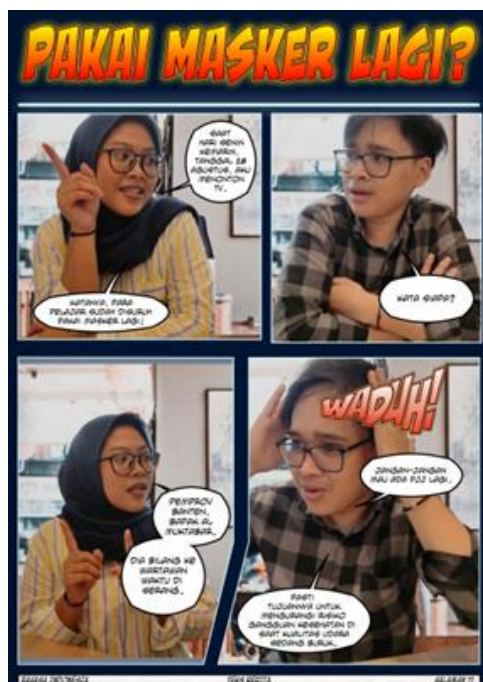 PAKAI MASKER LAGI?
SAAT
HARI SENIN
KEMARIN,
TANGGAL 28
AGUSTUS, AKU
MENONTON
TV..
KATANYA, PARA
PELAJAR SUDAH DISURUH
PAKAI MASKER LAGI.
KATA SIAPA?
PEMPROV
BANTEN,
BAPAK AL
MUKTABAR..
DIA BILANG KE
WARTAWAN
WAKTU DI
SERANG..
WADUH!
JANGAN-JANGAN
MAU ADA PJJ LAGI..
PASTI
TUJUANNYA UNTUK
MENGURANGI RISIKO
GANGGUAN KESEHATAN DI
SAAT KUALITAS UDARA
SEDANG BURUK..
BAHASA INDONESIA
TEKS BERITA
HALAMAN 11